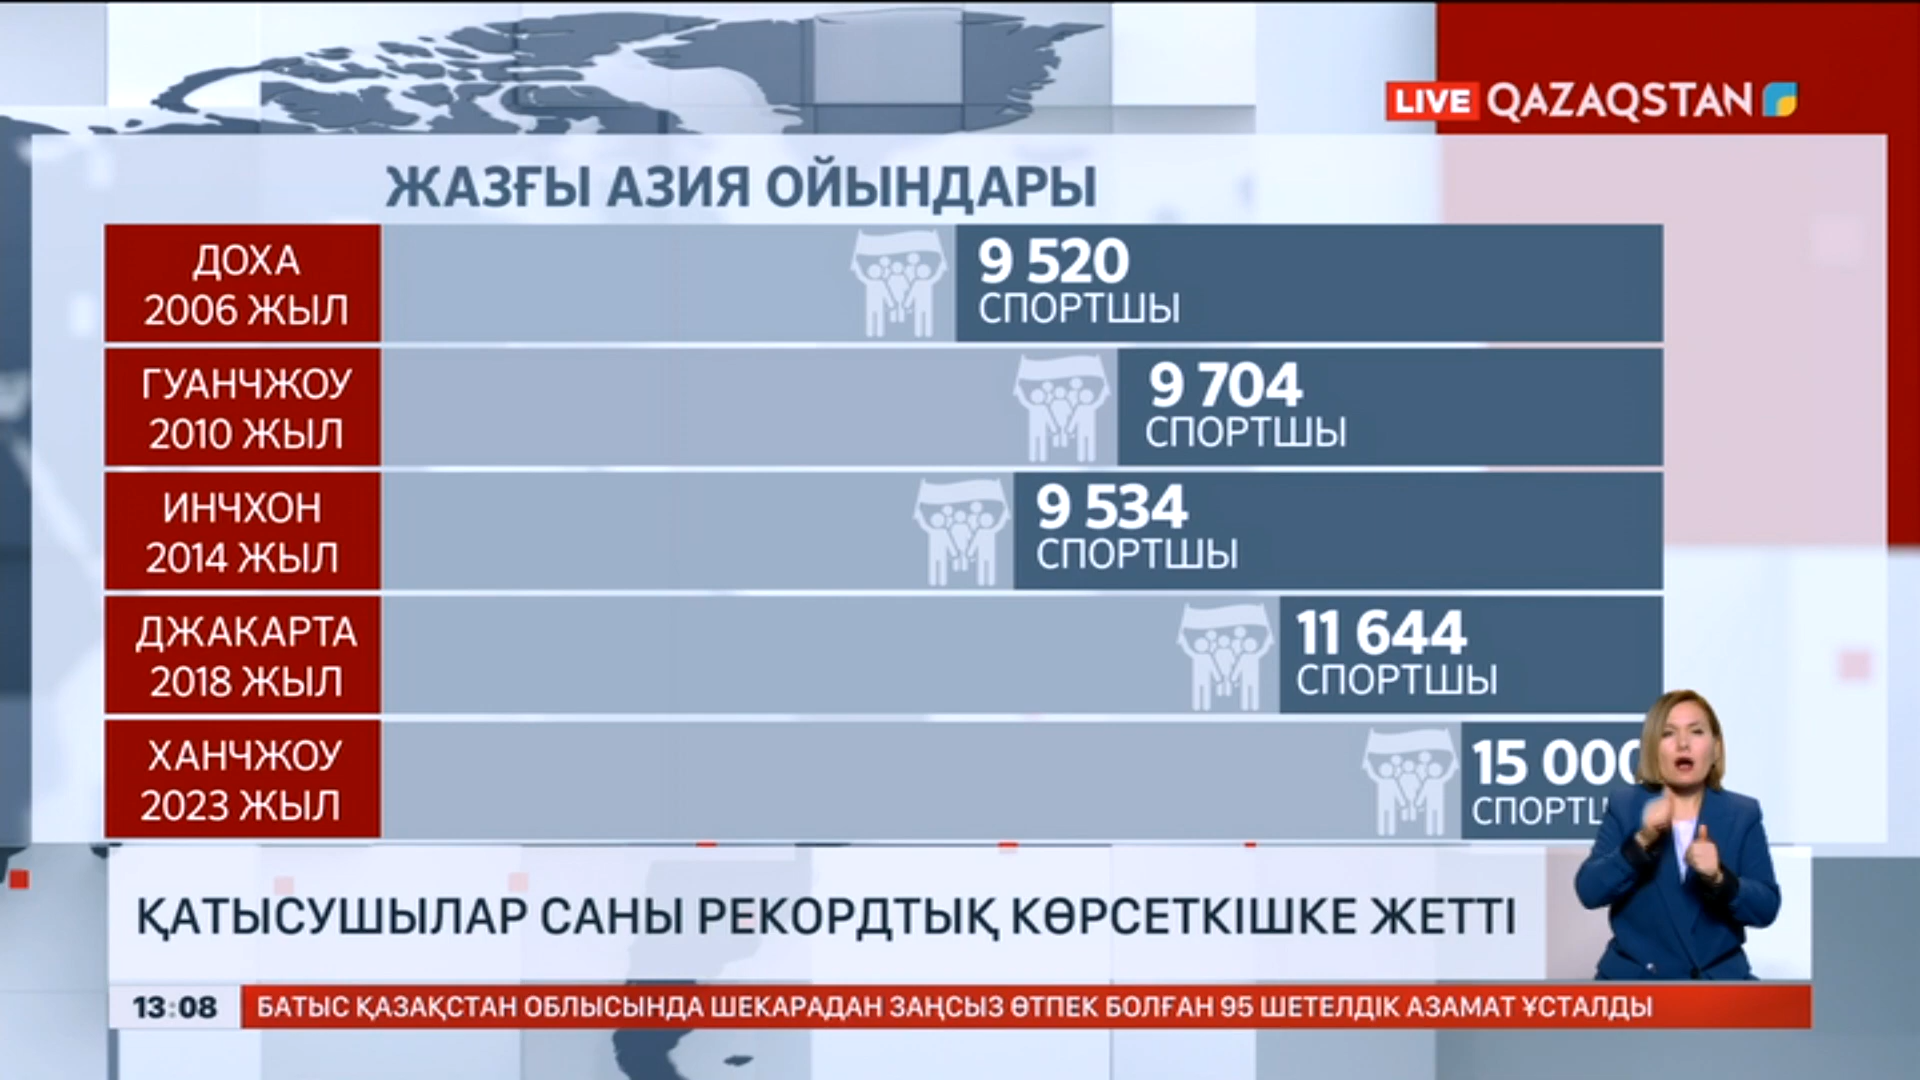 LIVE QAZAQSTAN
ЖАЗҒЫ АЗИЯ ОЙЫНДАРЫ
ДОХА
2006 ЖЫЛ
9 520
СПОРТШЫ
ГУАНЧЖОУ
2010 ЖЫЛ
9 704
СПОРТШЫ
ИНЧХОН
2014 ЖЫЛ
9 534
СПОРТШЫ
ДЖАКАРТА
2018 ЖЫЛ
11 644
СПОРТШЫ
ХАНЧЖОУ
2023 ЖЫЛ
15 000
ҚАТЫСУШЫЛАР САНЫ РЕКОРДТЫҚ КӨРСЕТКІШКЕ ЖЕТТІ
13:08 БАТЫС ҚАЗАҚСТАН ОБЛЫСЫНДА ШЕКАРАДАН ЗАҢСЫЗ ӨТПЕК БОЛҒАН 95 ШЕТЕЛДІК АЗАМАТ ҰСТАЛДЫ